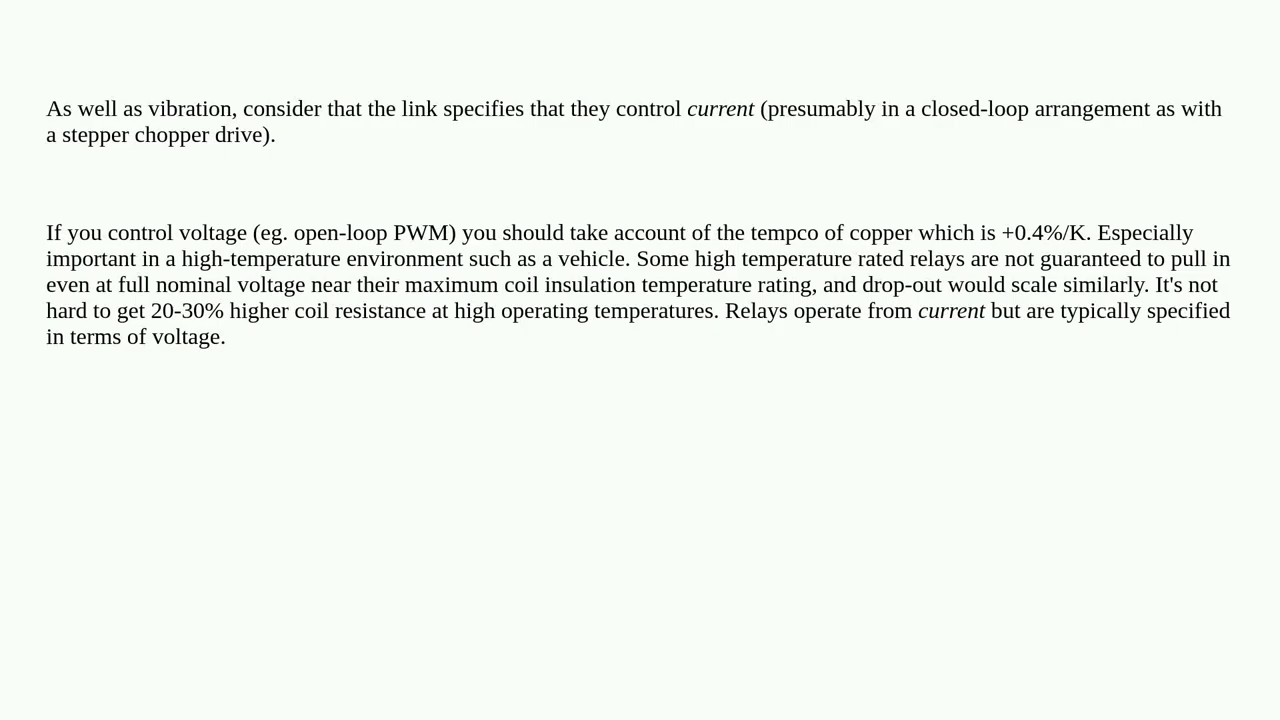 As well as vibration, consider that the link specifies that they control current (presumably in a closed-loop arrangement as with
a stepper chopper drive).
If you control voltage (eg. open-loop PWM) you should take account of the tempco of copper which is +0.4%/K. Especially
important in a high-temperature environment such as a vehicle. Some high temperature rated relays are not guaranteed to pull in
even at full nominal voltage near their maximum coil insulation temperature rating, and drop-out would scale similarly. It's not
hard to get 20-30% higher coil resistance at high operating temperatures. Relays operate from current but are typically specified
in terms of voltage.